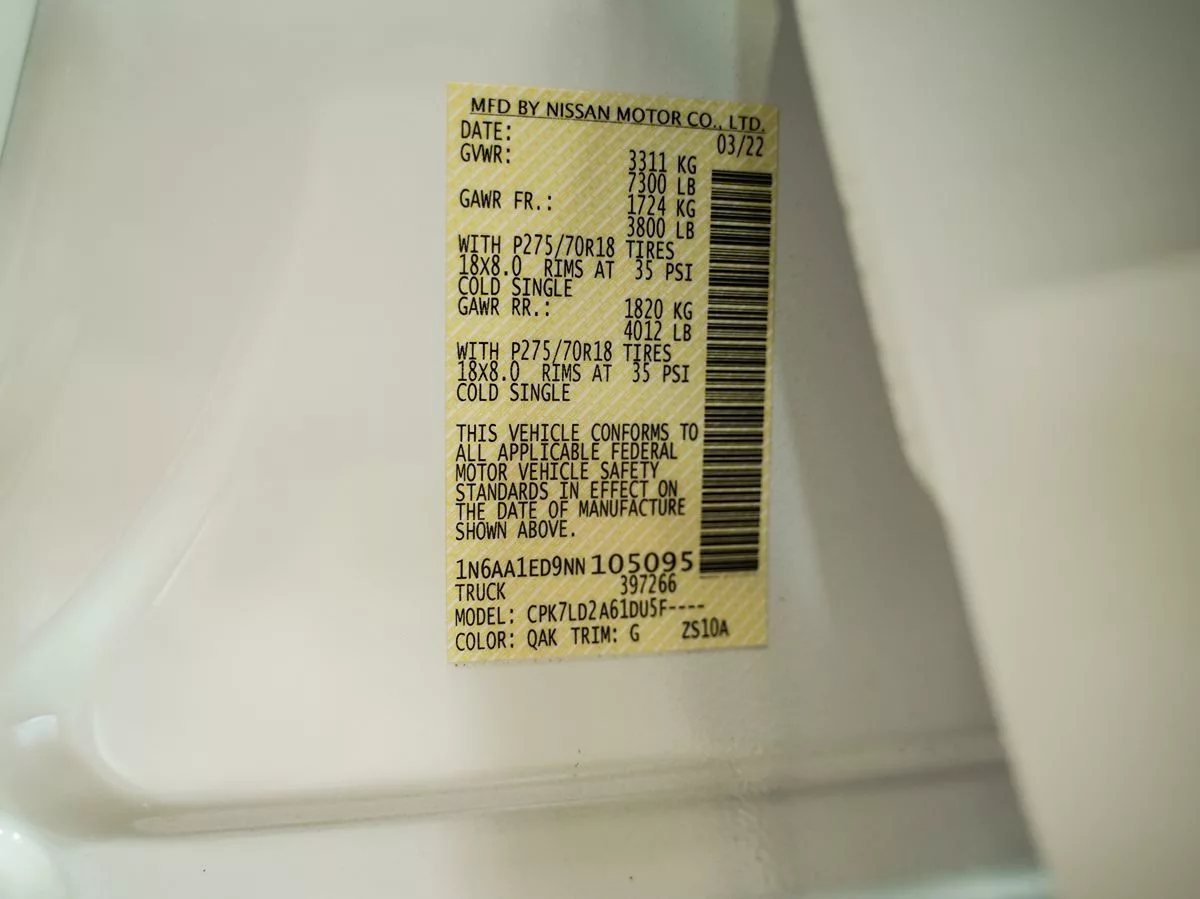 MFD BY NISSAN MOTOR CO., LTD.
DATE: 03/22
GVWR: 3311 KG
7300 LB
GAWR FR.: 1724 KG
3800 LB
WITH P275/70R18 TIRES
18X8.0 RIMS AT 35 PSI
COLD SINGLE
GAWR RR.: 1820 KG
4012 LB
WITH P275/70R18 TIRES
18X8.0 RIMS AT 35 PSI
COLD SINGLE
THIS VEHICLE CONFORMS TO
ALL APPLICABLE FEDERAL
MOTOR VEHICLE SAFETY
STANDARDS IN EFFECT ON
THE DATE OF MANUFACTURE
SHOWN ABOVE.
1N6AA1ED9NN105095
TRUCK 397266
MODEL: CPK7LD2A61DU5F----
COLOR: QAK TRIM: G ZS10A